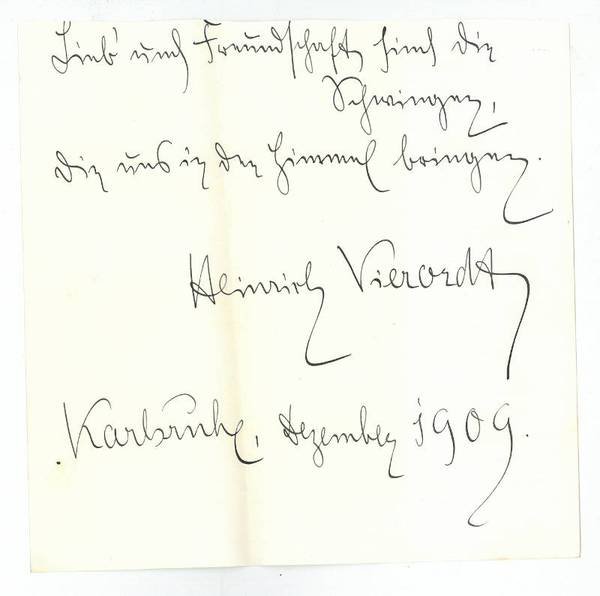 Lieb' und Freundschaft sind die
Schwingen,
die uns in den Himmel bringen.
Heinrich Vierordt
Karlsruhe, Dezember 1909.